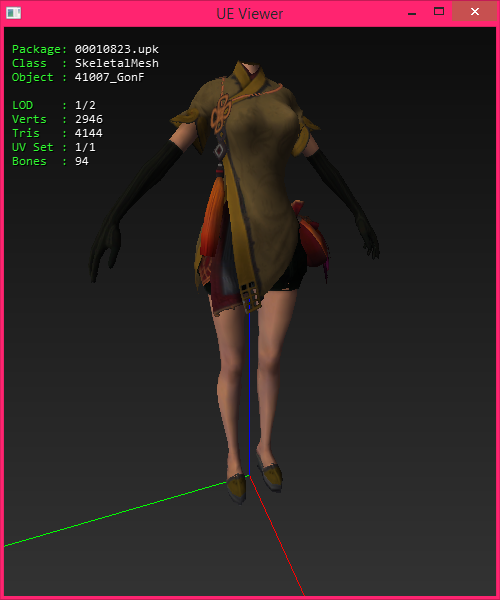 UE Viewer
Package: 00010823.upk
Class : SkeletalMesh
Object : 41007_GonF
LOD : 1/2
Verts : 2946
Tris : 4144
UV Set : 1/1
Bones : 94